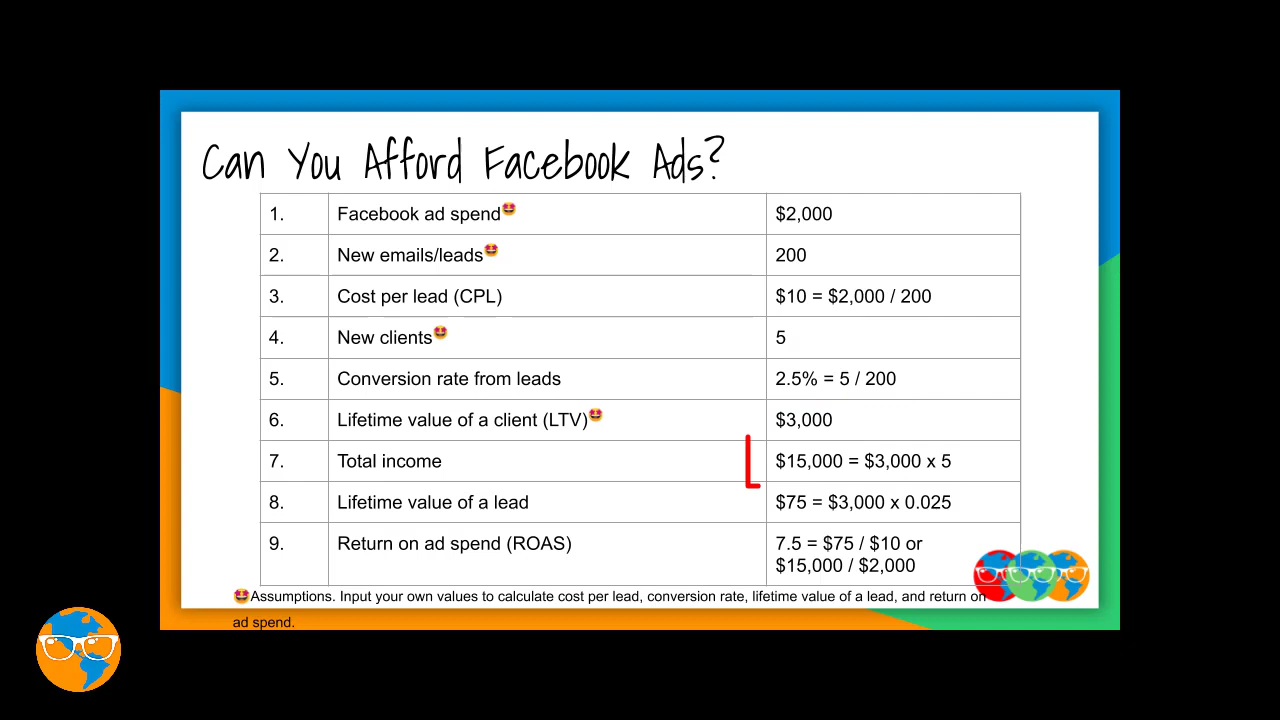 Can You Afford Facebook Ads?
1. Facebook ad spend🤩 $2,000
2. New emails/leads🤩 200
3. Cost per lead (CPL) $10 = $2,000 / 200
4. New clients🤩 5
5. Conversion rate from leads 2.5% = 5 / 200
6. Lifetime value of a client (LTV)🤩 $3,000
7. Total income $15,000 = $3,000 x 5
8. Lifetime value of a lead $75 = $3,000 x 0.025
9. Return on ad spend (ROAS) 7.5 = $75 / $10 or
$15,000 / $2,000
🤩Assumptions. Input your own values to calculate cost per lead, conversion rate, lifetime value of a lead, and return on
ad spend.